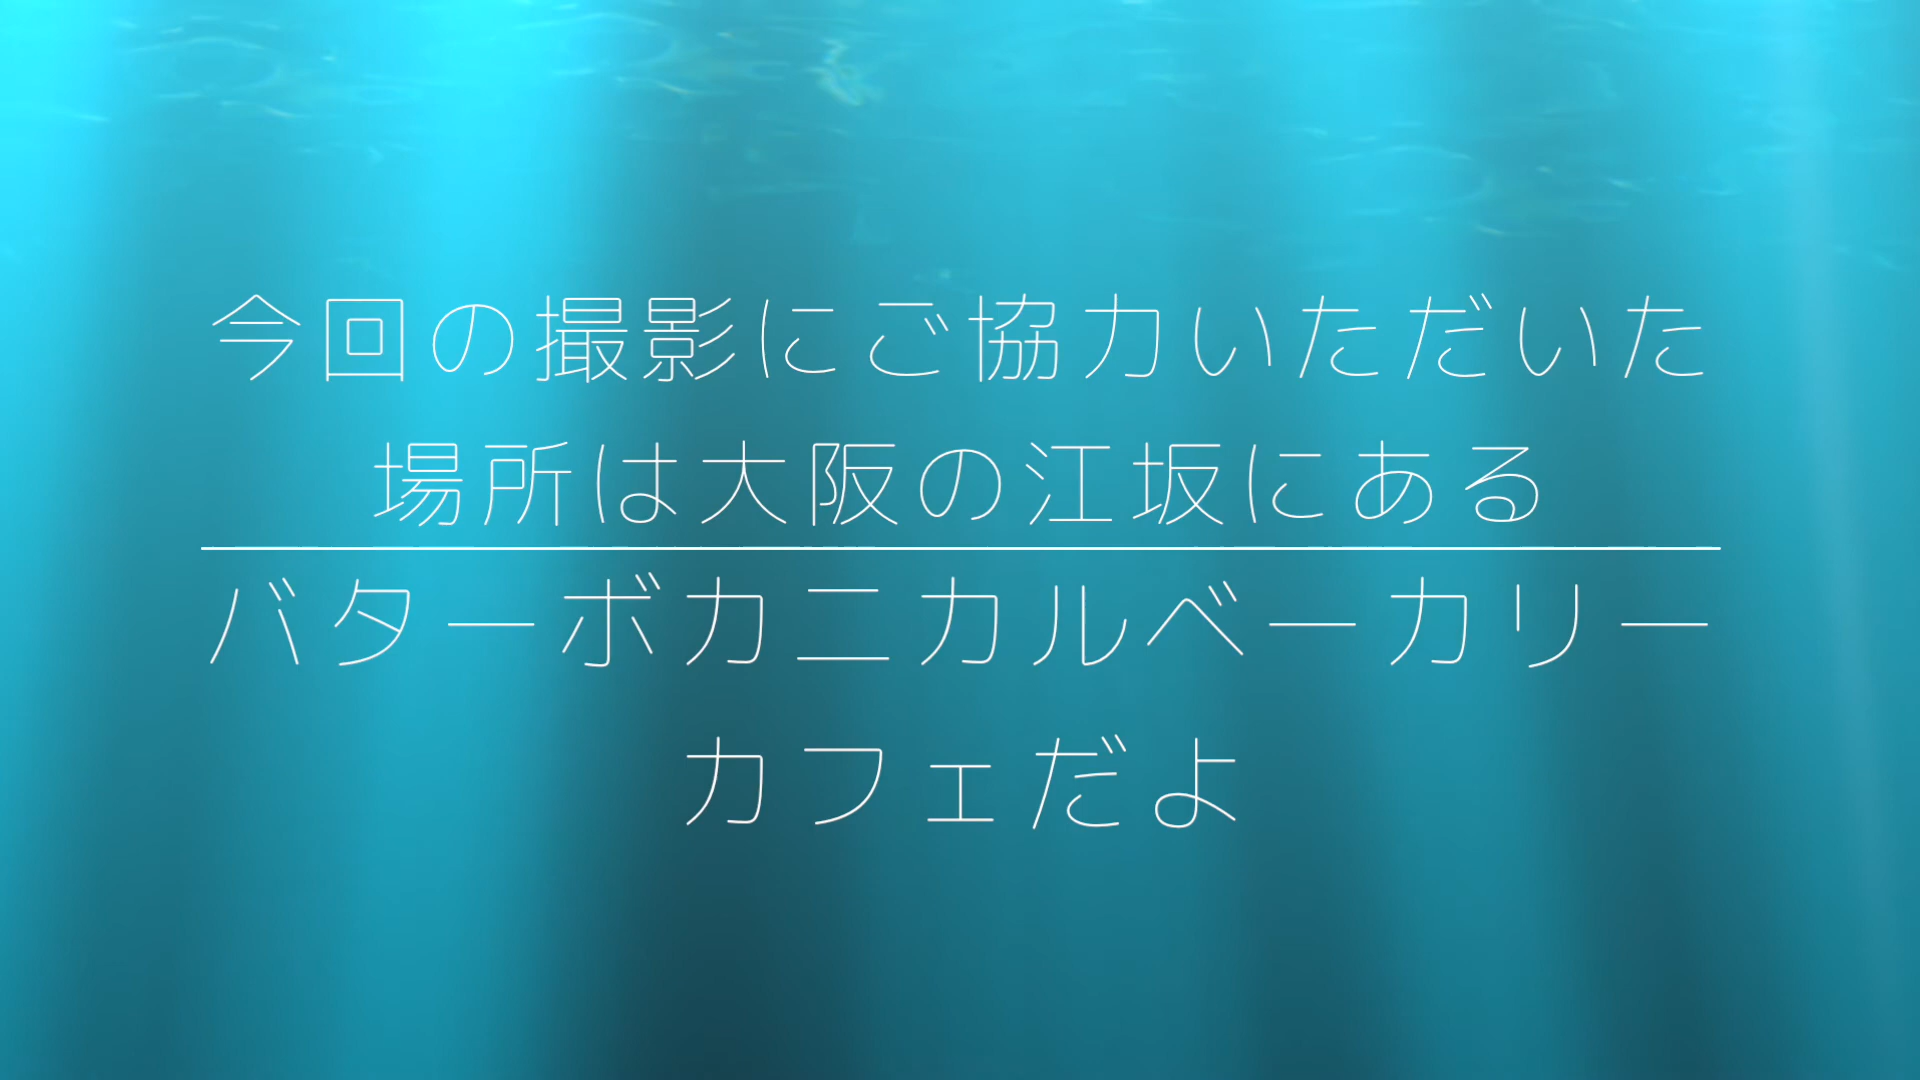 今回の撮影にご協力いただいた
場所は大阪の江坂にある
バターボカニカルベーカリー
カフェだよ